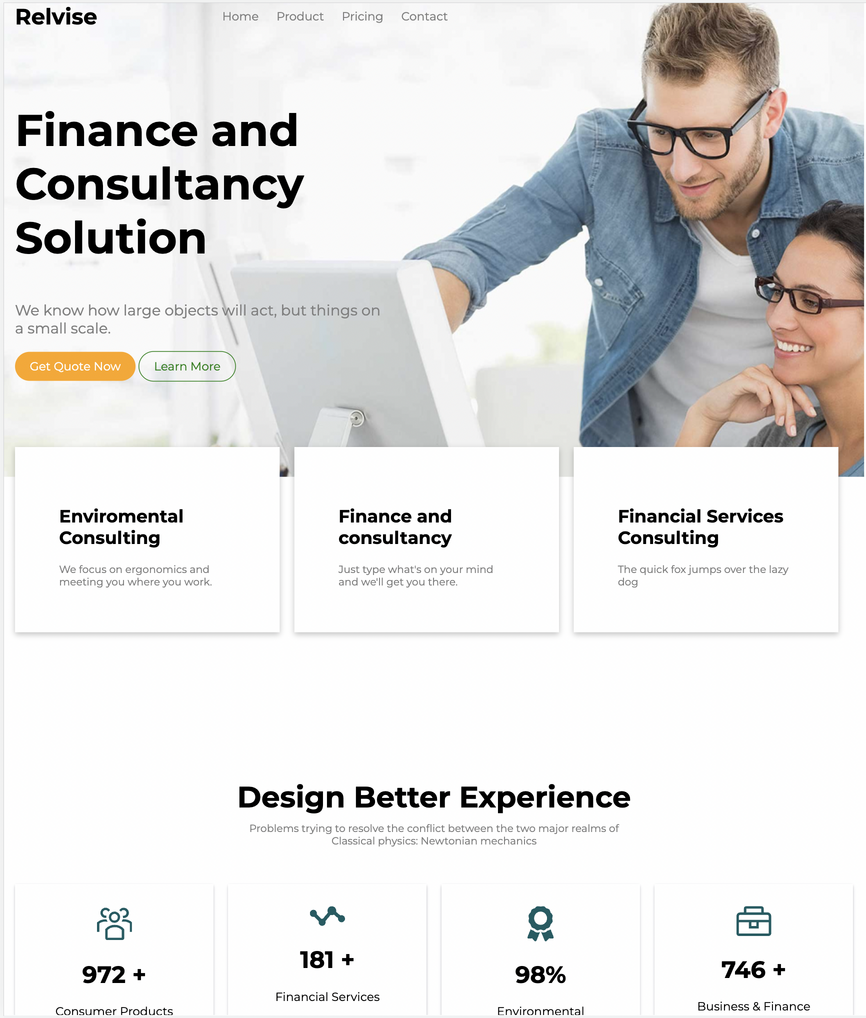 Relvise
Home Product Pricing Contact
Finance and
Consultancy
Solution
We know how large objects will act, but things on
a small scale.
Get Quote Now Learn More
Enviromental
Consulting
We focus on ergonomics and
meeting you where you work.
Finance and
consultancy
Just type what's on your mind
and we'll get you there.
Financial Services
Consulting
The quick fox jumps over the lazy
dog
Design Better Experience
Problems trying to resolve the conflict between the two major realms of
Classical physics: Newtonian mechanics
972 +
Consumer Products
181 +
Financial Services
98%
Environmental
746 +
Business & Finance